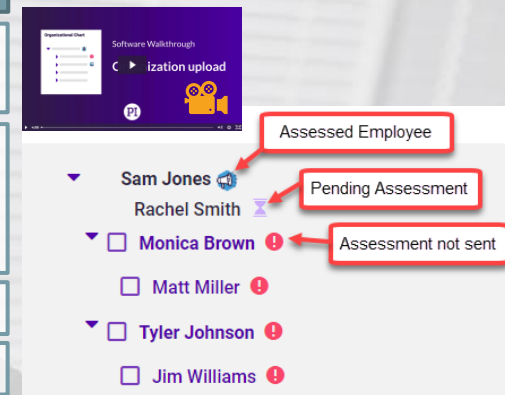 Organizational Chart
Software Walkthrough
ization upload
PI
Assessed Employee
Sam Jones
Pending Assessment
Rachel Smith
Monica Brown
Assessment not sent
Matt Miller
Tyler Johnson
Jim Williams